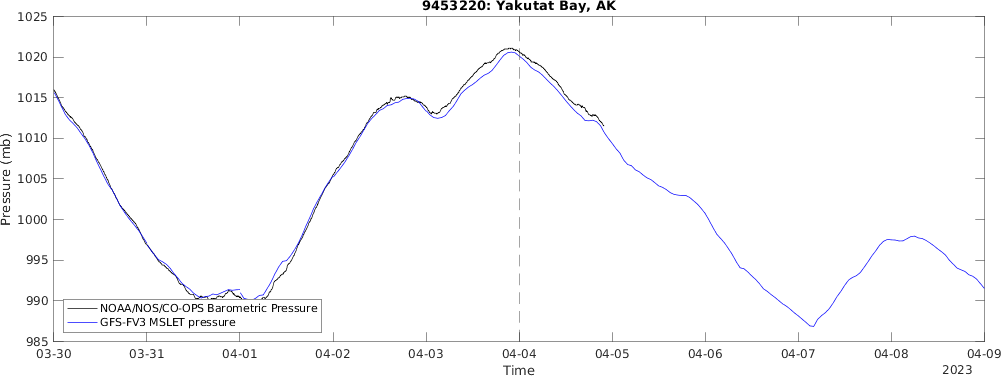 9453220: Yakutat Bay, AK
Pressure (mb)
1025
1020
1015
1010
1005
1000
995
990
985
NOAA/NOS/CO-OPS Barometric Pressure
GFS-FV3 MSLET pressure
03-30 03-31 04-01 04-02 04-03 04-04 04-05 04-06 04-07 04-08 04-09
Time
2023